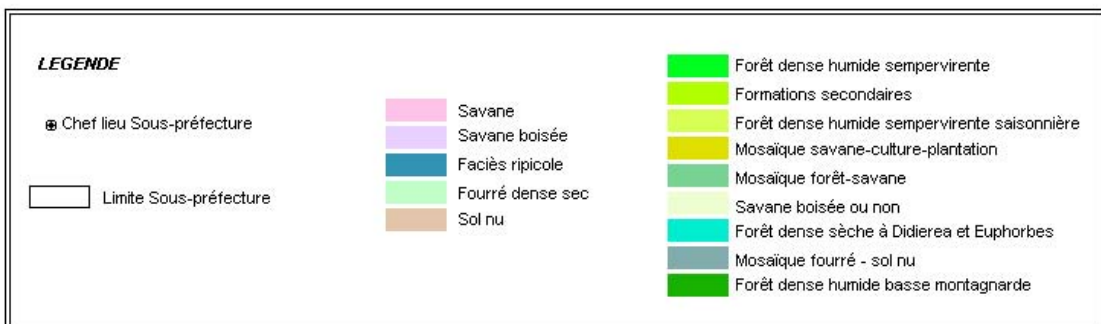 LEGENDE
Chef lieu Sous-préfecture
Limite Sous-préfecture
Savane
Savane boisée
Faciès ripicole
Fourré dense sec
Sol nu
Forêt dense humide sempervirente
Formations secondaires
Forêt dense humide sempervirente saisonnière
Mosaïque savane-culture-plantation
Mosaïque forêt-savane
Savane boisée ou non
Forêt dense sèche à Didierea et Euphorbes
Mosaïque fourré - sol nu
Forêt dense humide basse montagnarde